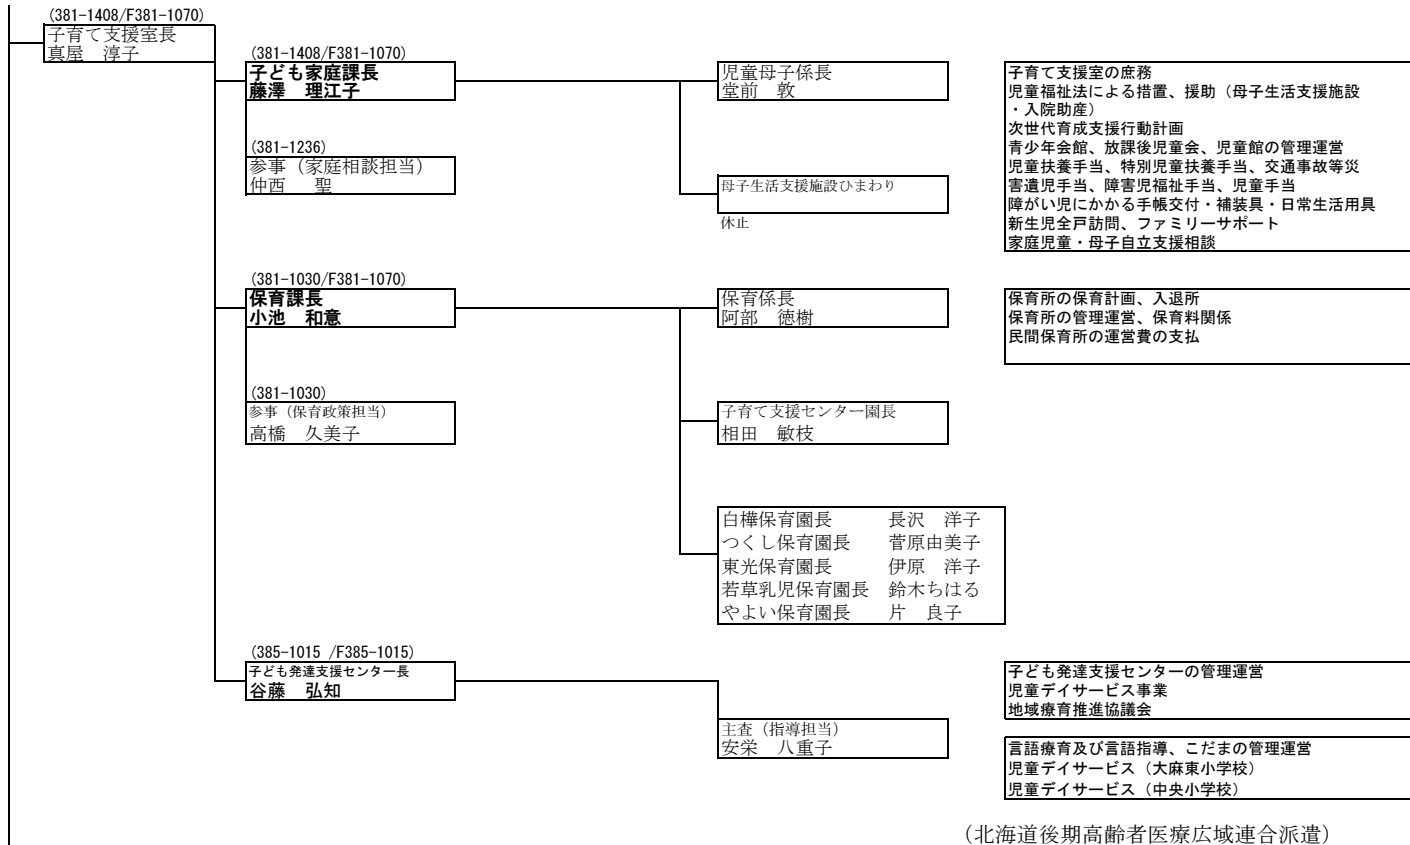 (381-1408/F381-1070)
子育て支援室長
真屋　淳子
(381-1408/F381-1070)
子ども家庭課長
藤澤　理江子
児童母子係長
堂前　敦
子育て支援室の庶務
児童福祉法による措置、援助（母子生活支援施設
・入院助産）
次世代育成支援行動計画
青少年会館、放課後児童会、児童館の管理運営
児童扶養手当、特別児童扶養手当、交通事故等災
害遺児手当、障害児福祉手当、児童手当
障がい児にかかる手帳交付・補装具・日常生活用具
新生児全戸訪問、ファミリーサポート
家庭児童・母子自立支援相談
(381-1236)
参事（家庭相談担当）
仲西　聖
母子生活支援施設ひまわり
休止
(381-1030/F381-1070)
保育課長
小池　和意
保育係長
阿部　徳樹
保育所の保育計画、入退所
保育所の管理運営、保育料関係
民間保育所の運営費の支払
(381-1030)
参事（保育政策担当）
高橋　久美子
子育て支援センター園長
相田　敏枝
白樺保育園長　長沢　洋子
つくし保育園長　菅原由美子
東光保育園長　伊原　洋子
若草乳児保育園長　鈴木ちはる
やよい保育園長　片　良子
(385-1015 /F385-1015)
子ども発達支援センター長
谷藤　弘知
子ども発達支援センターの管理運営
児童デイサービス事業
地域療育推進協議会
主査（指導担当）
安栄　八重子
言語療育及び言語指導、こだまの管理運営
児童デイサービス（大麻東小学校）
児童デイサービス（中央小学校）
（北海道後期高齢者医療広域連合派遣）